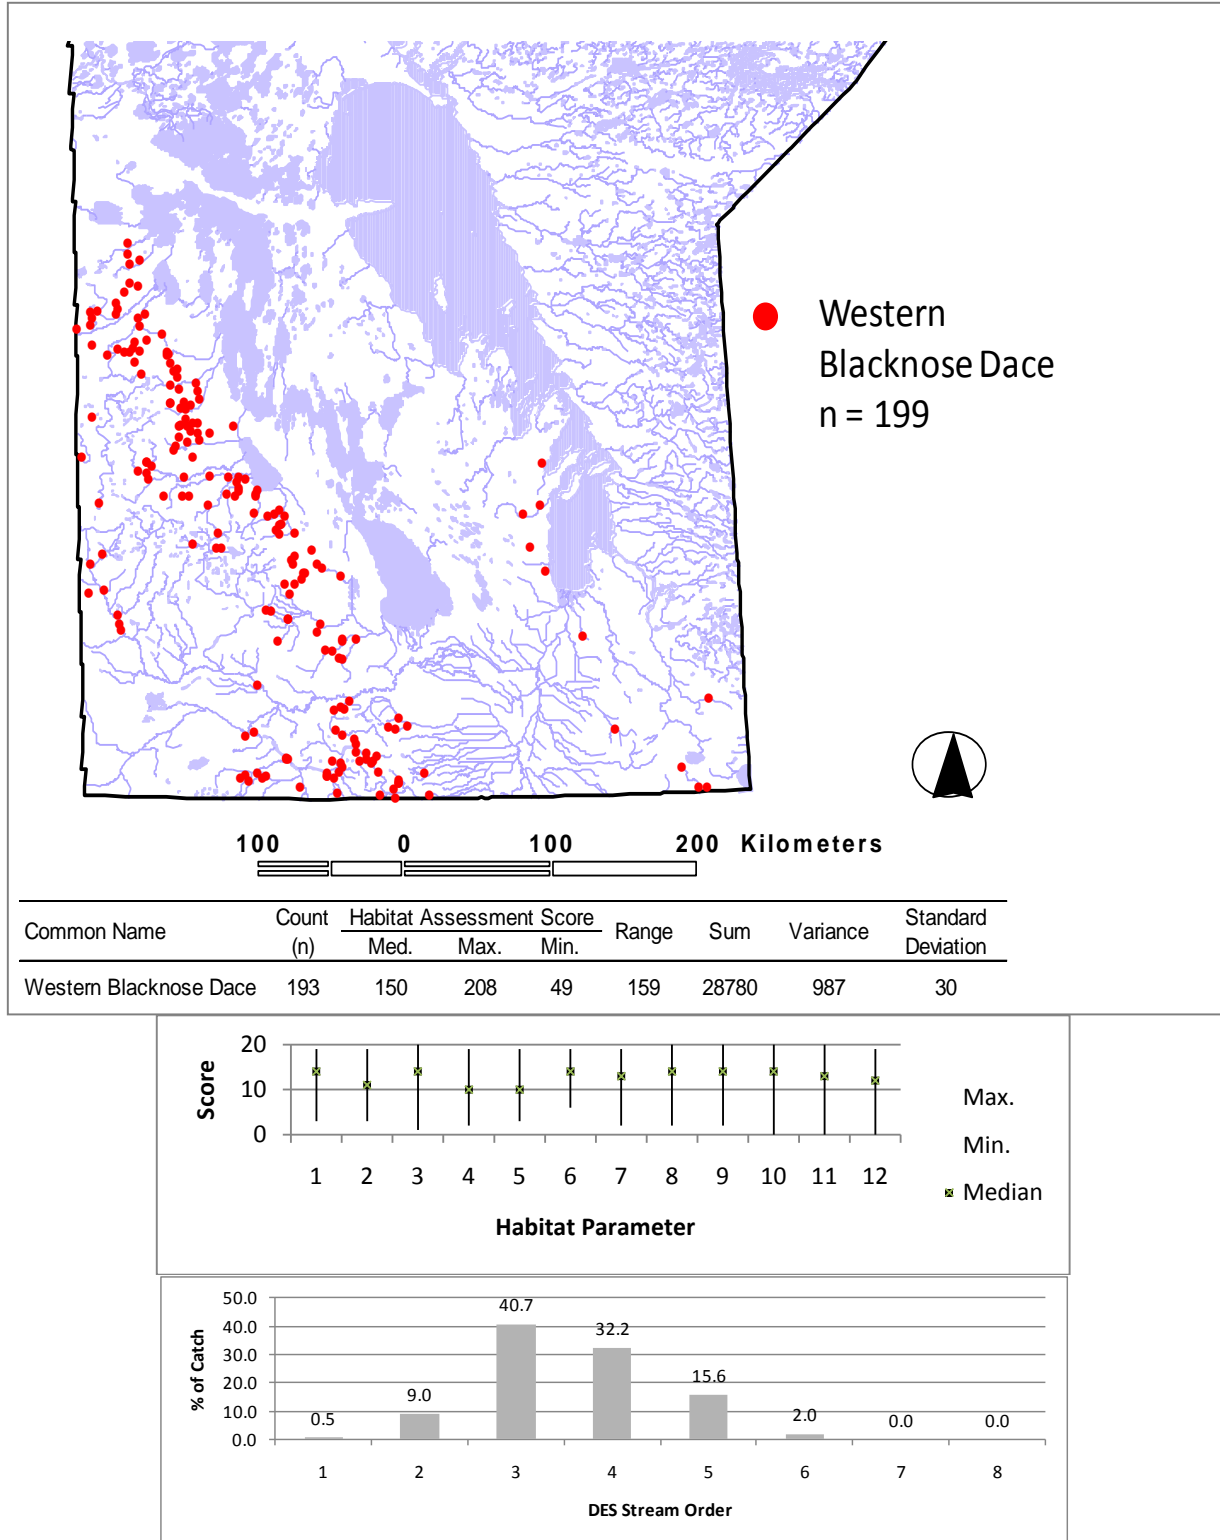 Western
Blacknose Dace
n = 199
100 0 100 200 Kilometers
Common Name Count (n) Habitat Assessment Score Med. Max. Min. Range Sum Variance Standard Deviation
Western Blacknose Dace 193 150 208 49 159 28780 987 30
Score
20
10
0
1 2 3 4 5 6 7 8 9 10 11 12
Habitat Parameter
Max.
Min.
Median
% of Catch
50.0
40.0
30.0
20.0
10.0
0.0
0.5 9.0 40.7 32.2 15.6 2.0 0.0 0.0
1 2 3 4 5 6 7 8
DES Stream Order